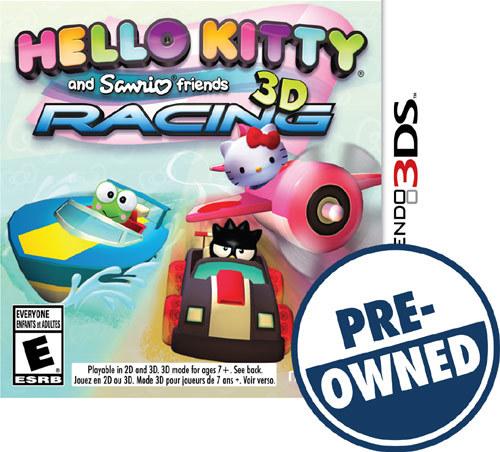 HELLO KITTY
and Sanrio® friends
3D
RACING
NDO 3DS™
EVERYONE
ENFANTS et ADULTES
E
ESRB
Playable in 2D and 3D. 3D mode for ages 7+. See back.
Jouez en 2D ou 3D. Mode 3D pour joueurs de 7 ans +. Voir verso.
PRE-
OWNED